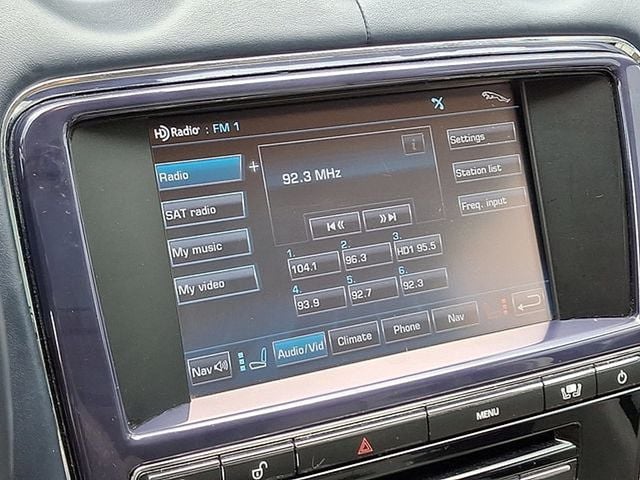 HD Radio : FM 1
Radio
SAT radio
My music
My video
+
92.3 MHz
i
Settings
Station list
Freq. input
1. 104.1
2. 96.3
3. HD1 95.5
4. 93.9
5. 92.7
6. 92.3
Nav
Audio/Vid
Climate
Phone
Nav
MENU